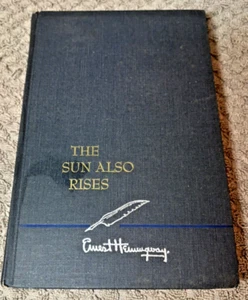 THE
SUN ALSO
RISES
Ernest Hemingway.